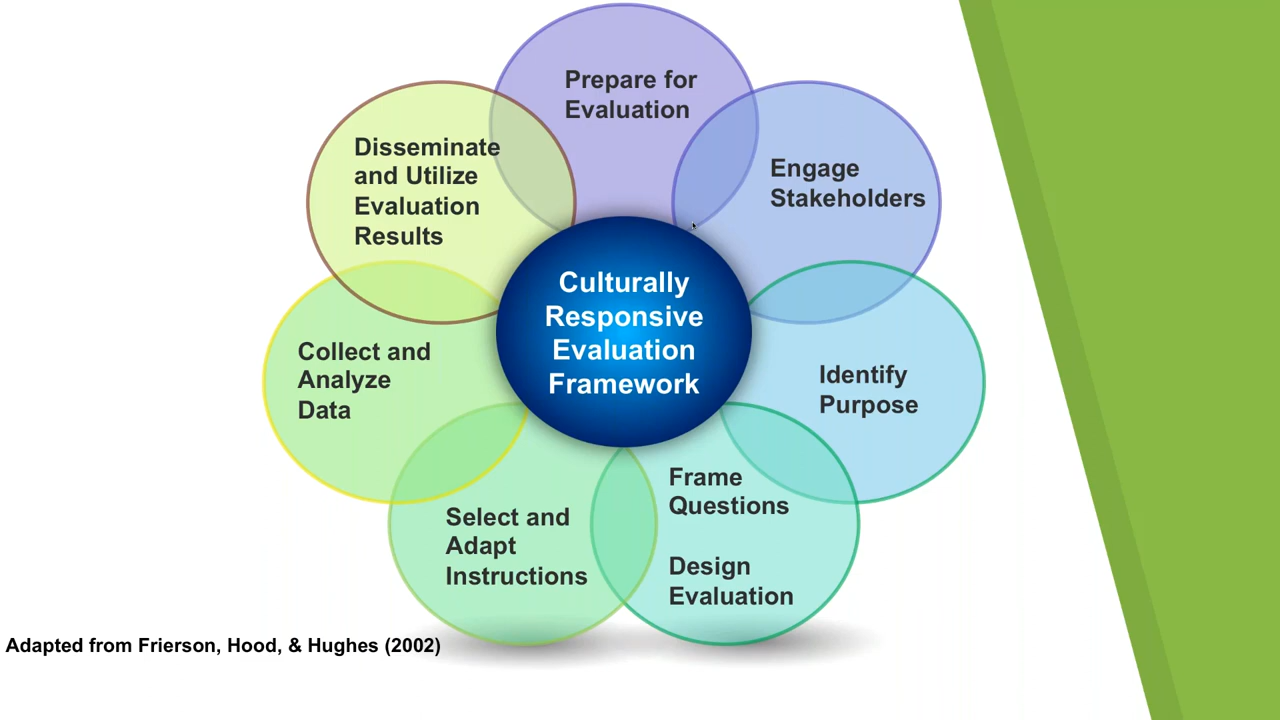 Prepare for
Evaluation
Engage
Stakeholders
Identify
Purpose
Frame
Questions
Design
Evaluation
Select and
Adapt
Instructions
Collect and
Analyze
Data
Disseminate
and Utilize
Evaluation
Results
Culturally
Responsive
Evaluation
Framework
Adapted from Frierson, Hood, & Hughes (2002)